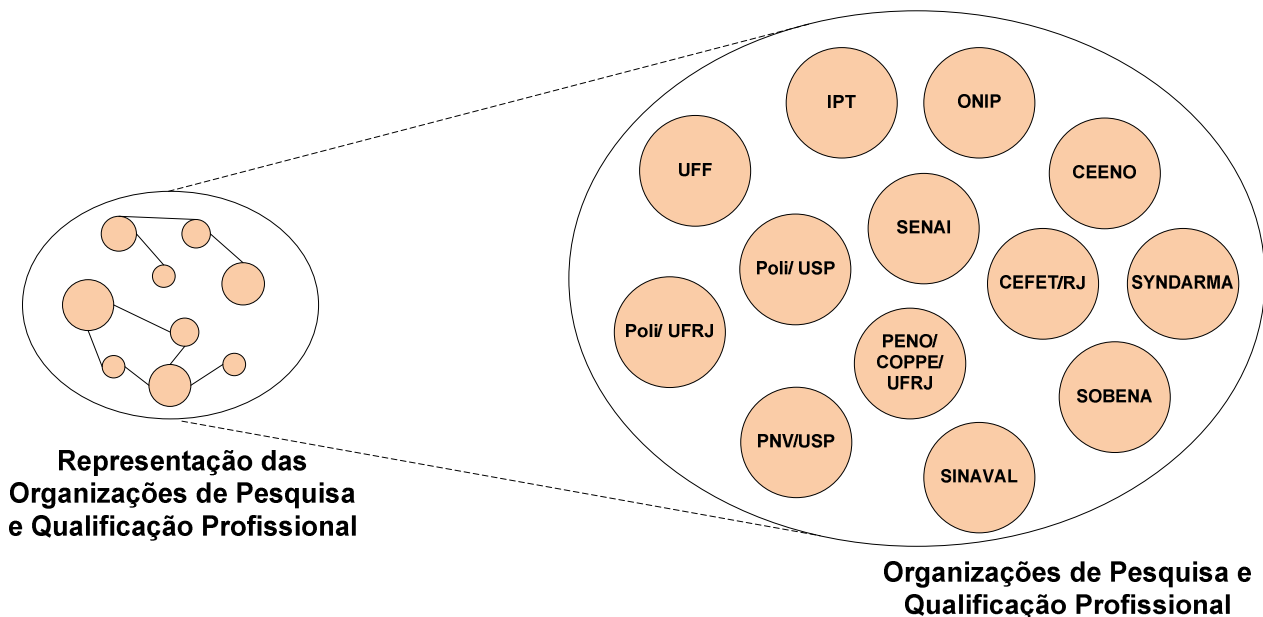 IPT
ONIP
UFF
CEENO
SENAI
Poli/ USP
CEFET/RJ
SYNDARMA
Poli/ UFRJ
PENO/
COPPE/
UFRJ
SOBENA
PNV/USP
SINAVAL
Representação das
Organizações de Pesquisa
e Qualificação Profissional
Organizações de Pesquisa e
Qualificação Profissional